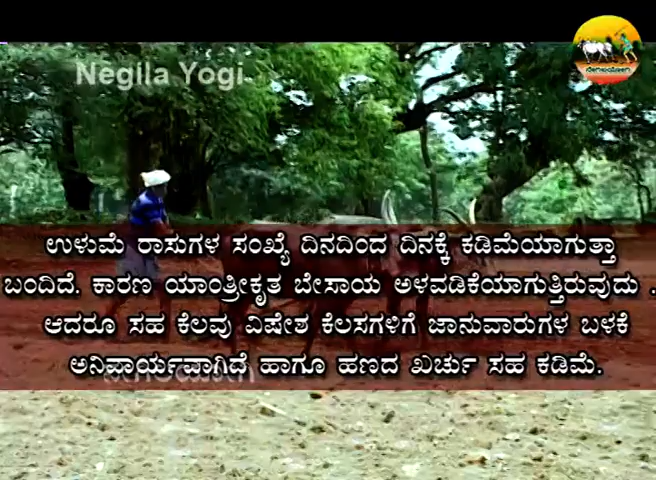 Negila Yogi
ನೇಗಿಲಯೋಗಿ
ಉಳುಮೆ ರಾಸುಗಳ ಸಂಖ್ಯೆ ದಿನದಿಂದ ದಿನಕ್ಕೆ ಕಡಿಮೆಯಾಗುತ್ತಾ
ಬಂದಿದೆ. ಕಾರಣ ಯಾಂತ್ರೀಕೃತ ಬೇಸಾಯ ಅಳವಡಿಕೆಯಾಗುತ್ತಿರುವುದು .
ಆದರೂ ಸಹ ಕೆಲವು ವಿಷೇಶ ಕೆಲಸಗಳಿಗೆ ಜಾನುವಾರುಗಳ ಬಳಕೆ
ಅನಿವಾರ್ಯವಾಗಿದೆ ಹಾಗೂ ಹಣದ ಖರ್ಚು ಸಹ ಕಡಿಮೆ.